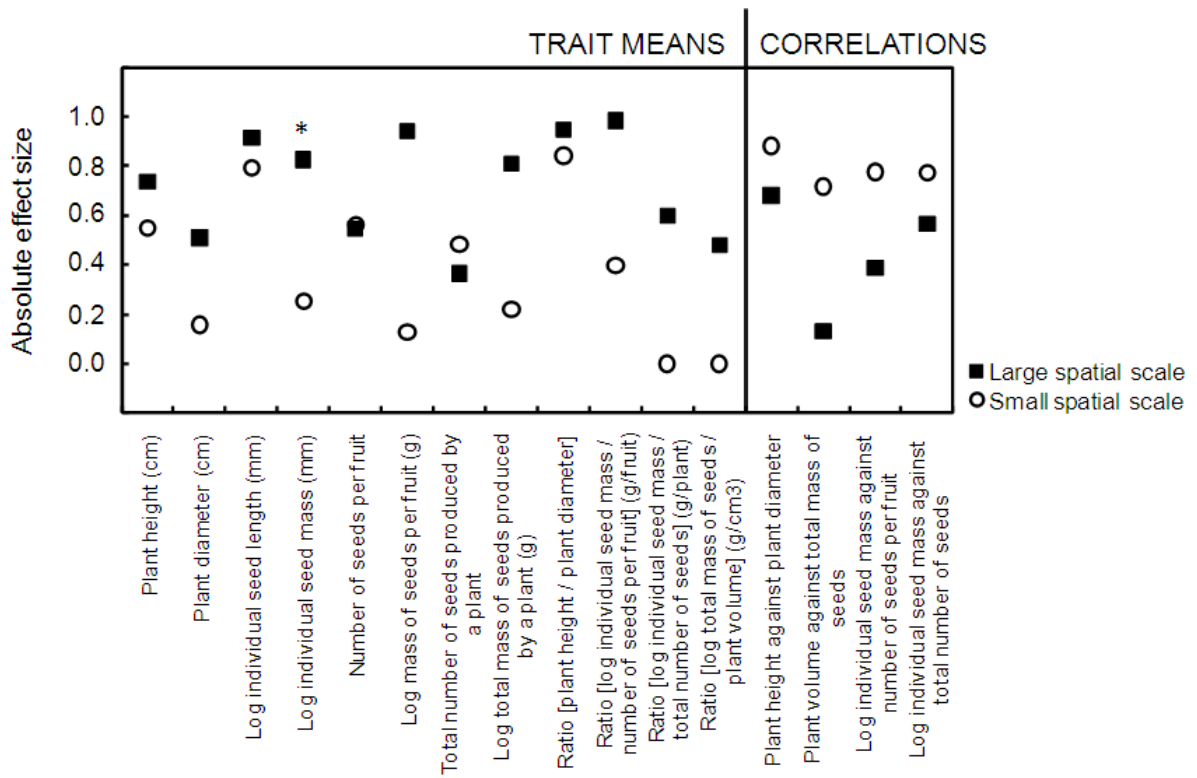 TRAIT MEANS
CORRELATIONS
Absolute effect size
1.0
0.8
0.6
0.4
0.2
0.0
*
Large spatial scale
Small spatial scale
Plant height (cm)
Plant diameter (cm)
Log individual seed length (mm)
Log individual seed mass (mm)
Number of seeds per fruit
Log mass of seeds per fruit (g)
Total number of seeds produced by
a plant
Log total mass of seeds produced
by a plant (g)
Ratio [plant height / plant diameter]
Ratio [log individual seed mass /
number of seeds per fruit] (g/fruit)
Ratio [log individual seed mass /
total number of seeds] (g/plant)
Ratio [log total mass of seeds /
plant volume] (g/cm3)
Plant height against plant diameter
Plant volume against total mass of
seeds
Log individual seed mass against
number of seeds per fruit
Log individual seed mass against
total number of seeds